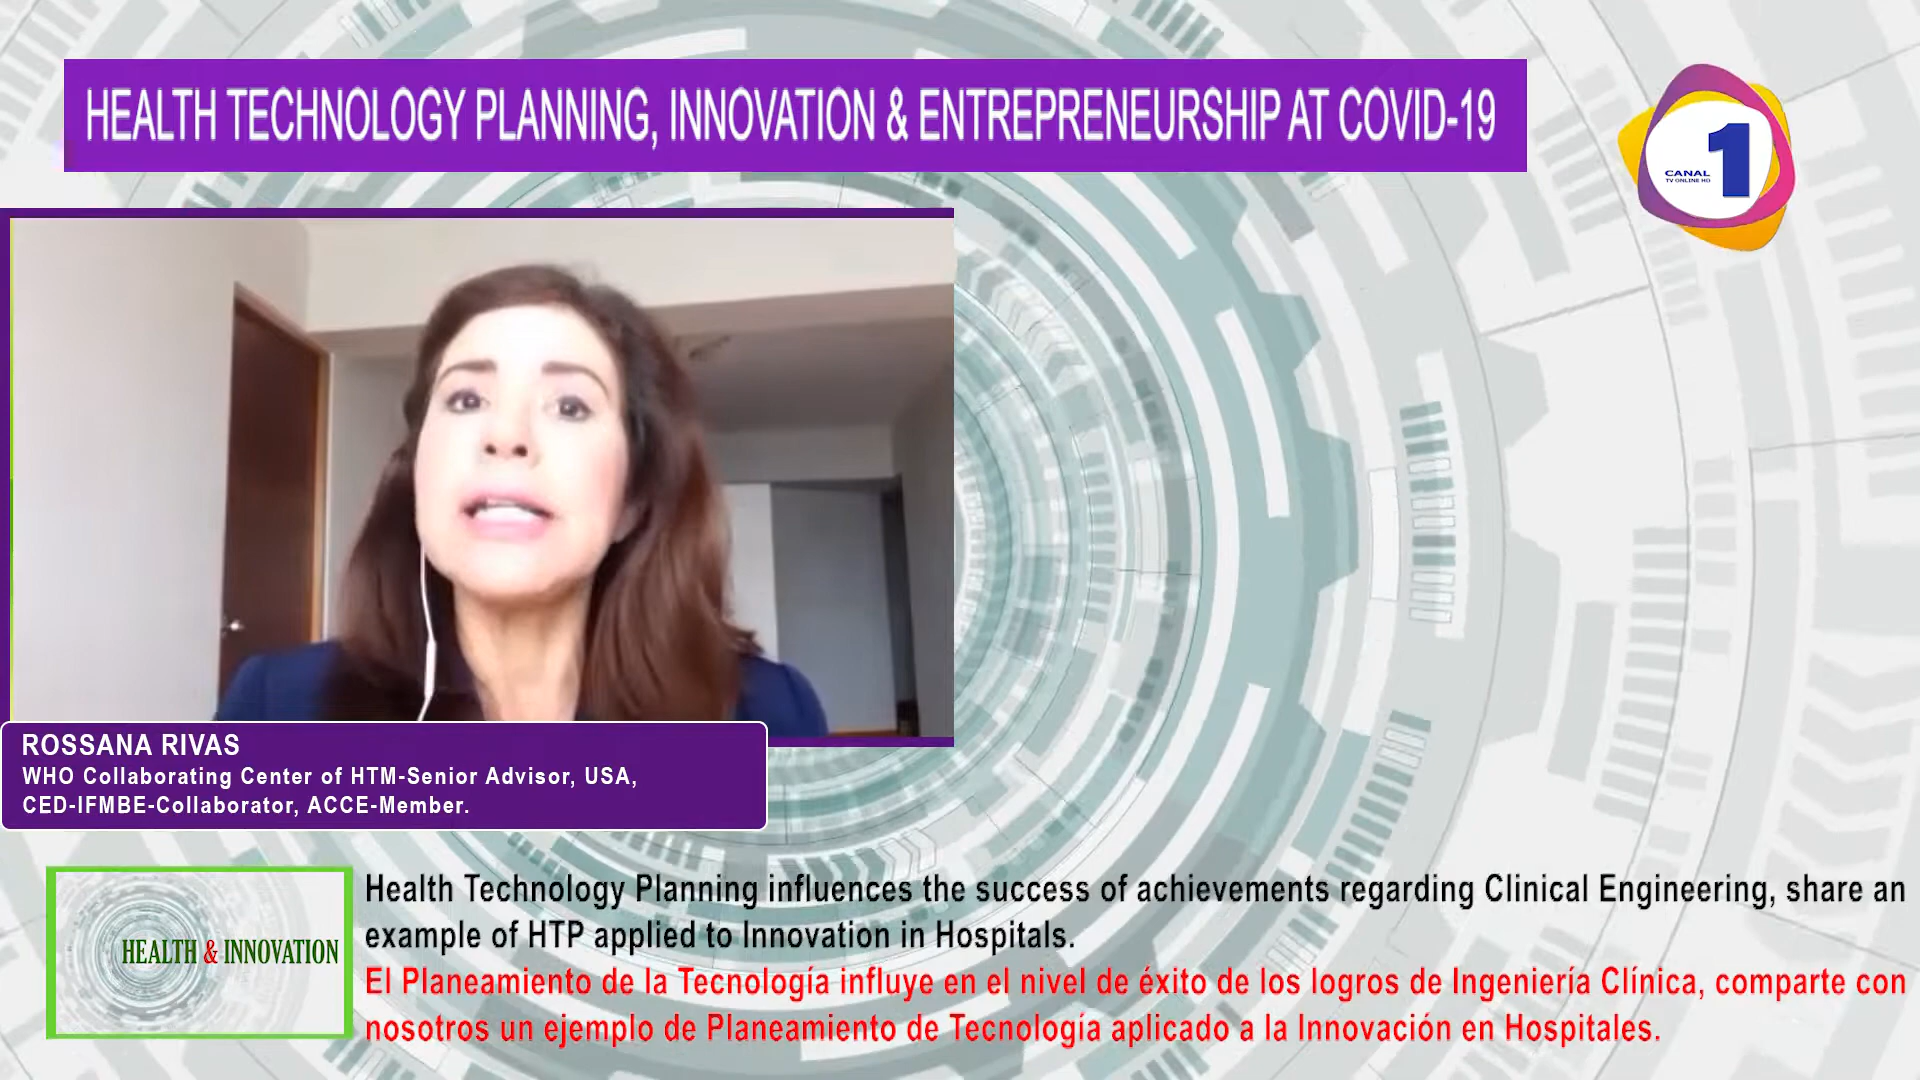 HEALTH TECHNOLOGY PLANNING, INNOVATION & ENTREPRENEURSHIP AT COVID-19
1
CANAL
TV ONLINE HD
ROSSANA RIVAS
WHO Collaborating Center of HTM-Senior Advisor, USA,
CED-IFMBE-Collaborator, ACCE-Member.
HEALTH & INNOVATION
Health Technology Planning influences the success of achievements regarding Clinical Engineering, share an
example of HTP applied to Innovation in Hospitals.
El Planeamiento de la Tecnología influye en el nivel de éxito de los logros de Ingeniería Clínica, comparte con
nosotros un ejemplo de Planeamiento de Tecnología aplicado a la Innovación en Hospitales.